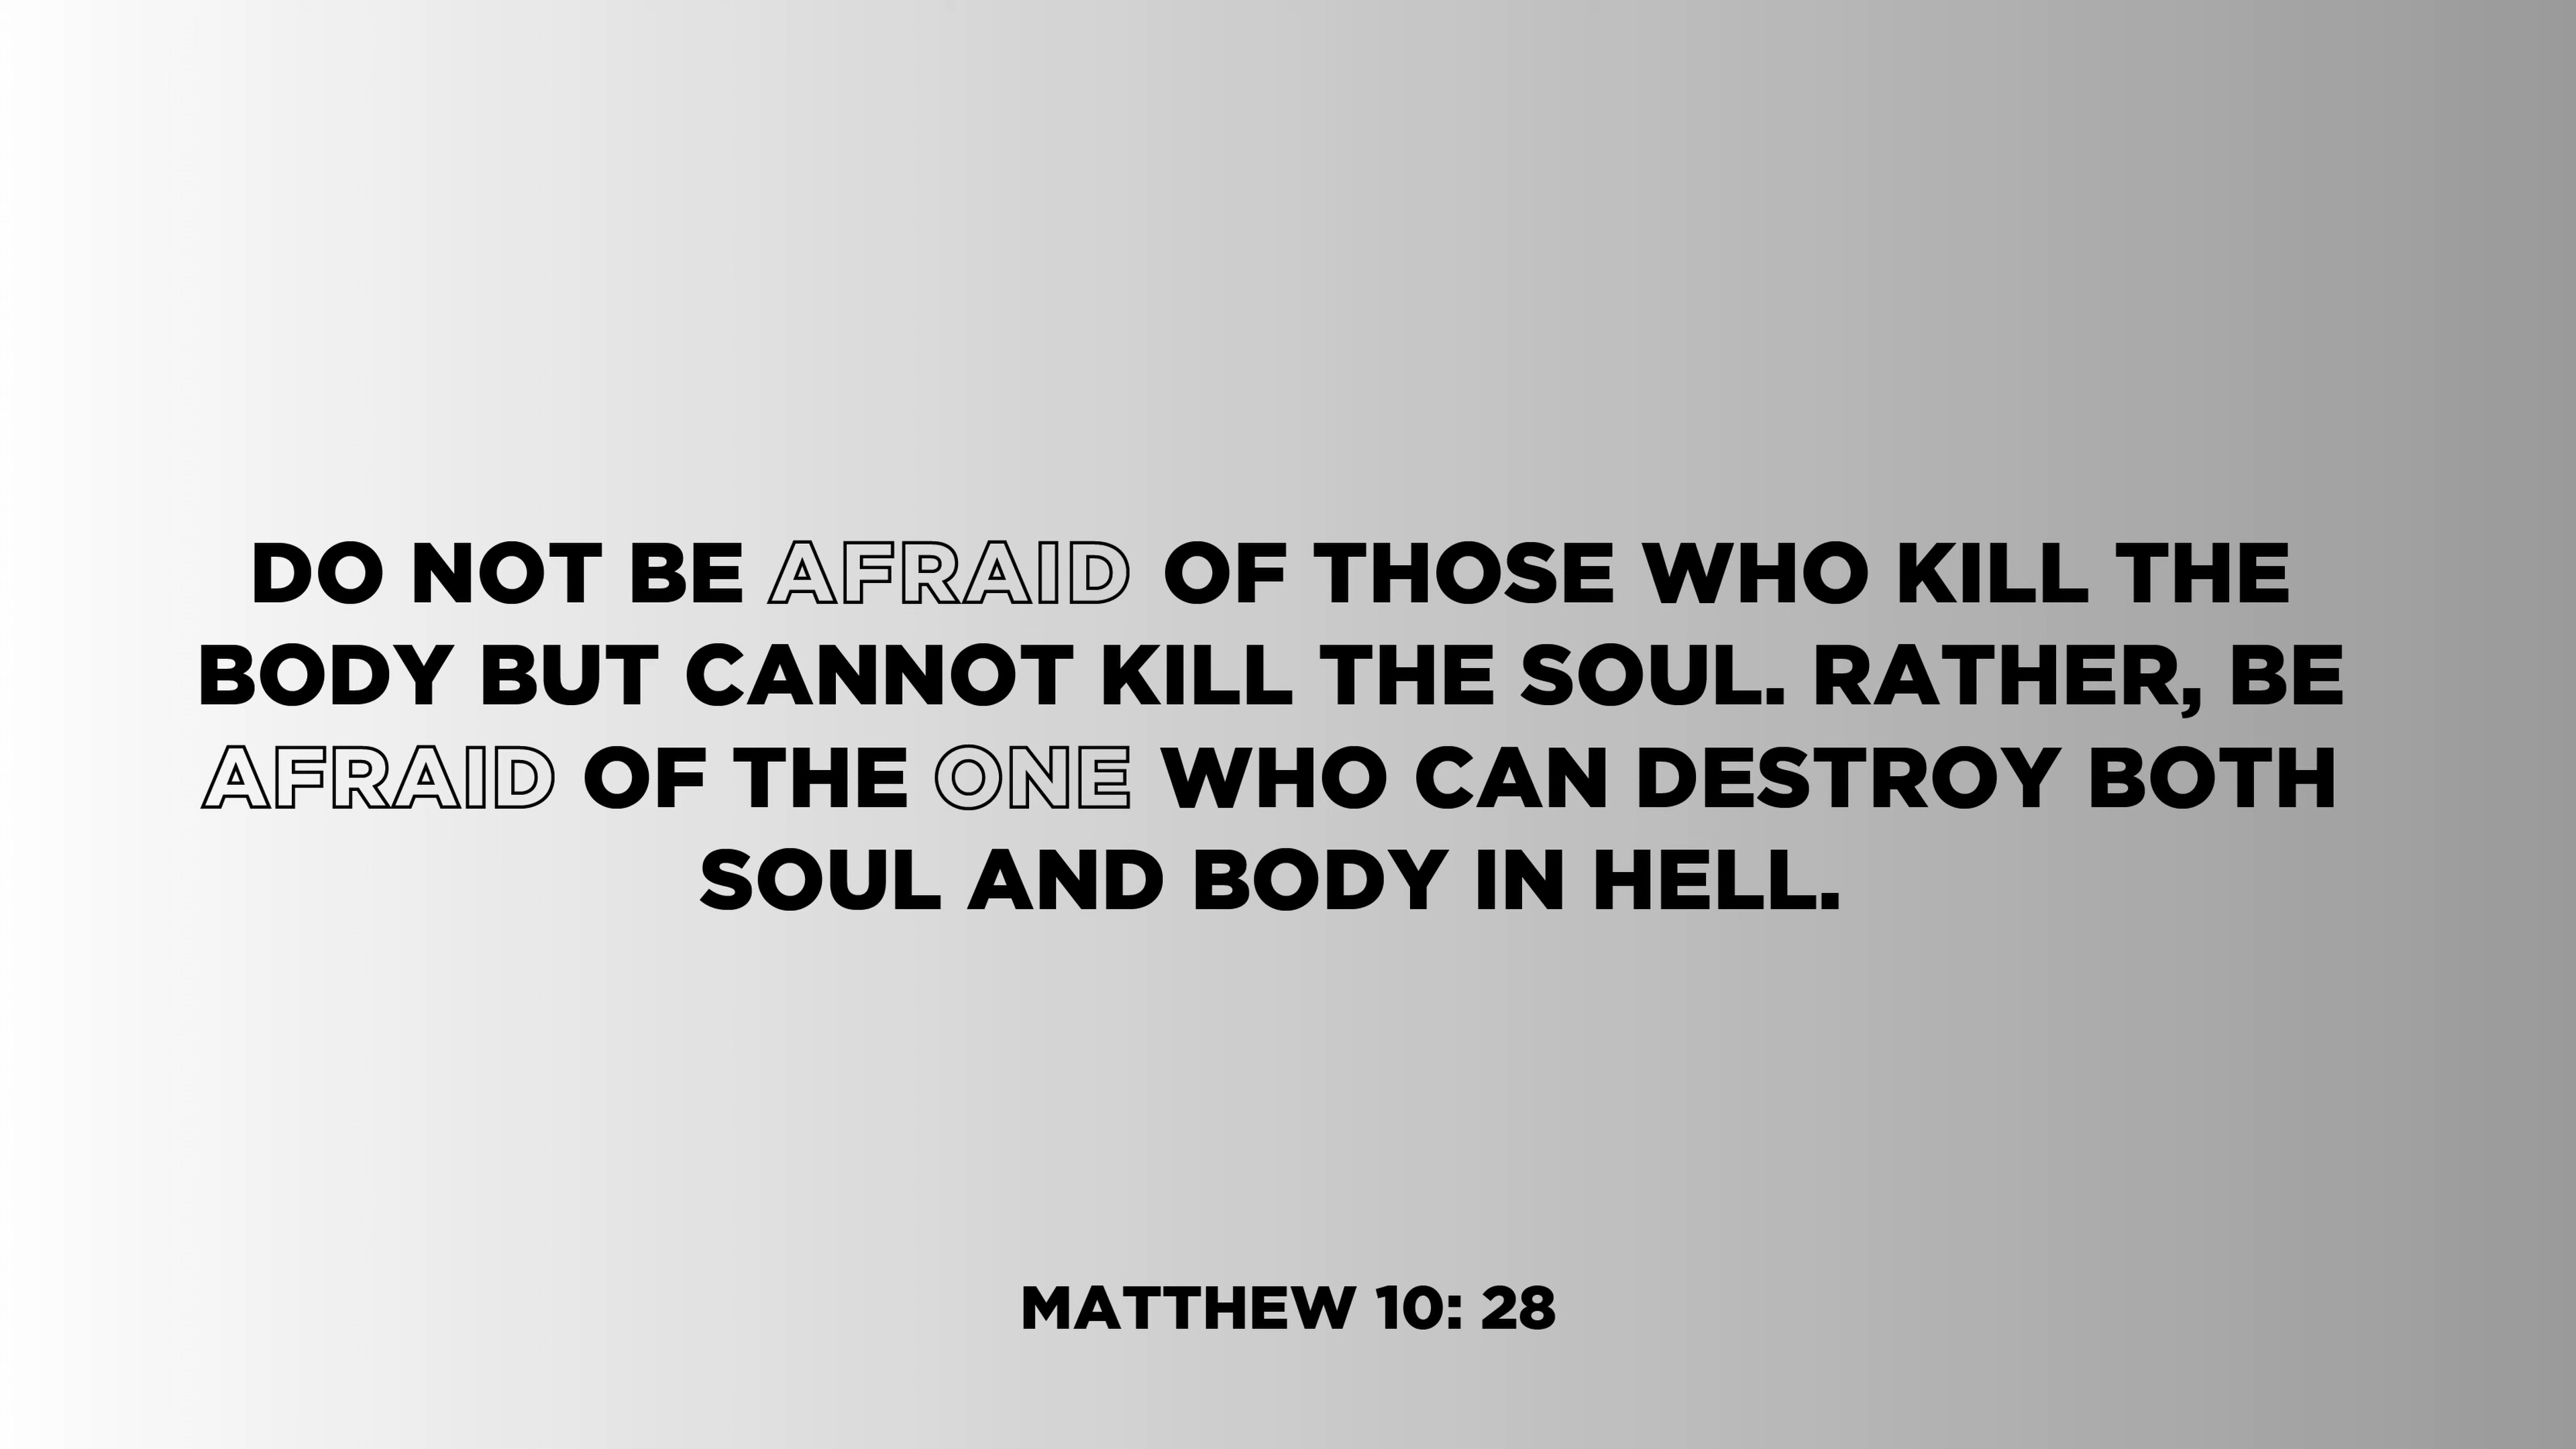 DO NOT BE AFRAID OF THOSE WHO KILL THE
BODY BUT CANNOT KILL THE SOUL. RATHER, BE
AFRAID OF THE ONE WHO CAN DESTROY BOTH
SOUL AND BODY IN HELL.
MATTHEW 10: 28